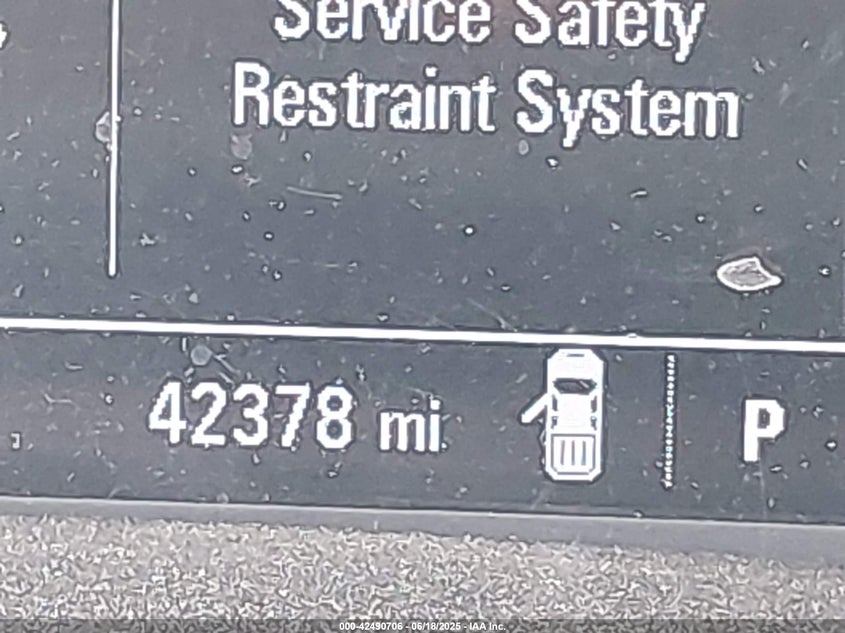 Service Safety
Restraint System
42378 mi
P
000-42490706 - 06/18/2025 - IAA Inc.